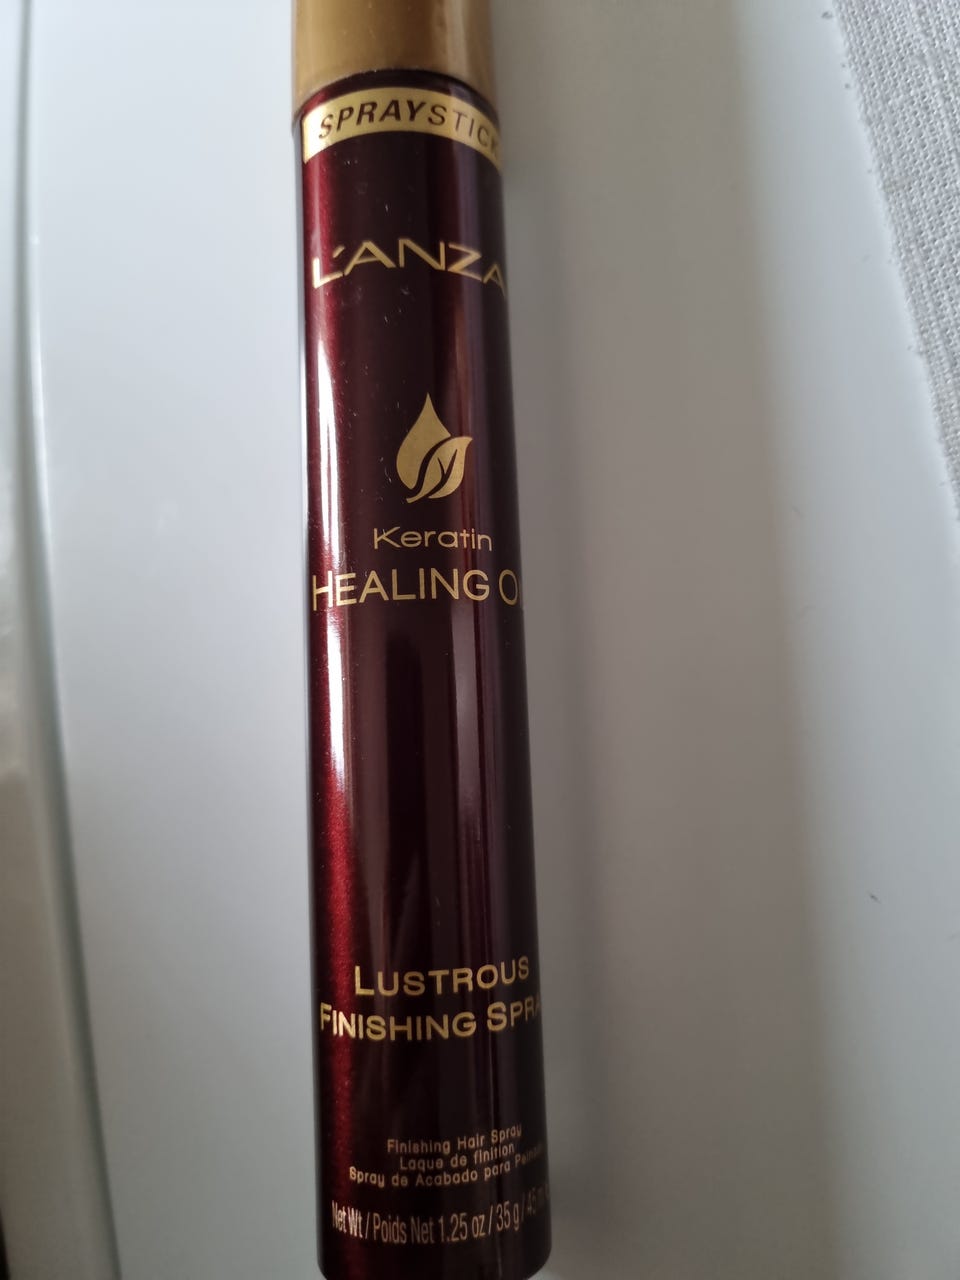 SPRAYSTICK
L'ANZA
Keratin
HEALING
LUSTROUS
FINISHING
Finishing Hair Spray
Laque de finition
Spray de Acabado para
Net Wt / Poids Net 1.25 oz / 35 g /